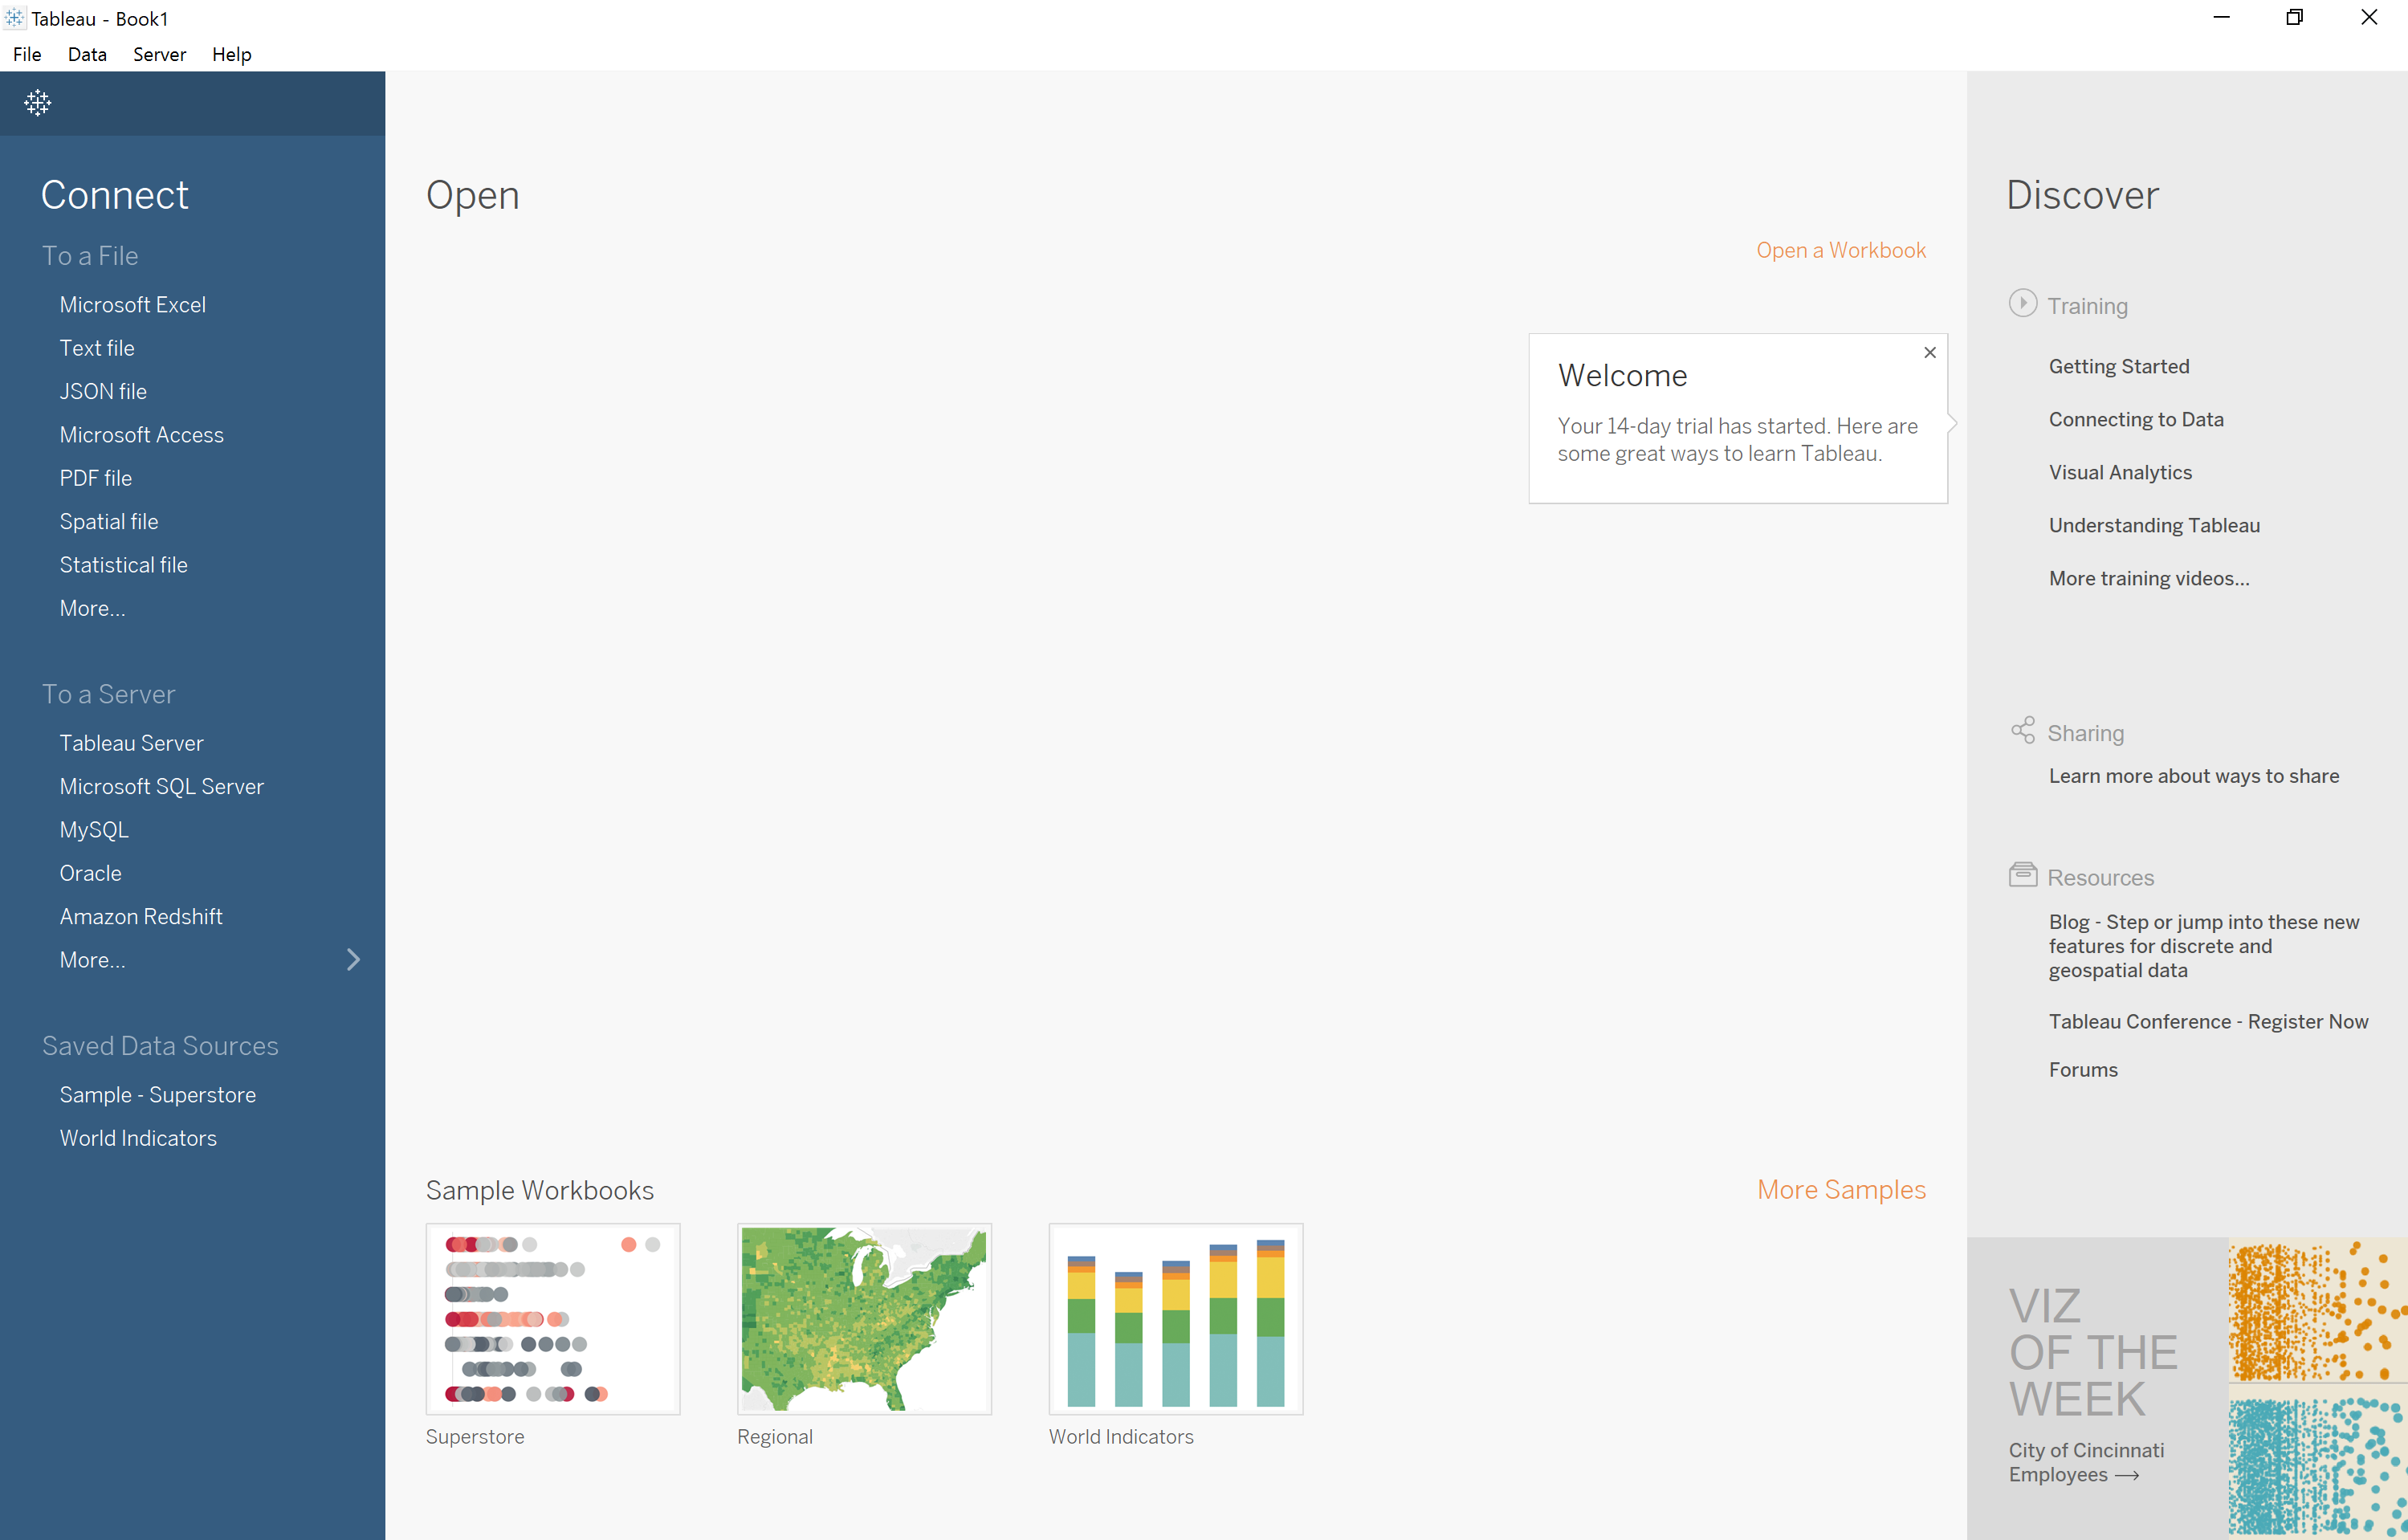 Tableau - Book1
File Data Server Help
Connect
To a File
Microsoft Excel
Text file
JSON file
Microsoft Access
PDF file
Spatial file
Statistical file
More...
To a Server
Tableau Server
Microsoft SQL Server
MySQL
Oracle
Amazon Redshift
More...
Saved Data Sources
Sample - Superstore
World Indicators
Open
Open a Workbook
Welcome
Your 14-day trial has started. Here are
some great ways to learn Tableau.
Sample Workbooks
More Samples
Superstore
Regional
World Indicators
Discover
Training
Getting Started
Connecting to Data
Visual Analytics
Understanding Tableau
More training videos...
Sharing
Learn more about ways to share
Resources
Blog - Step or jump into these new
features for discrete and
geospatial data
Tableau Conference - Register Now
Forums
VIZ
OF THE
WEEK
City of Cincinnati
Employees →